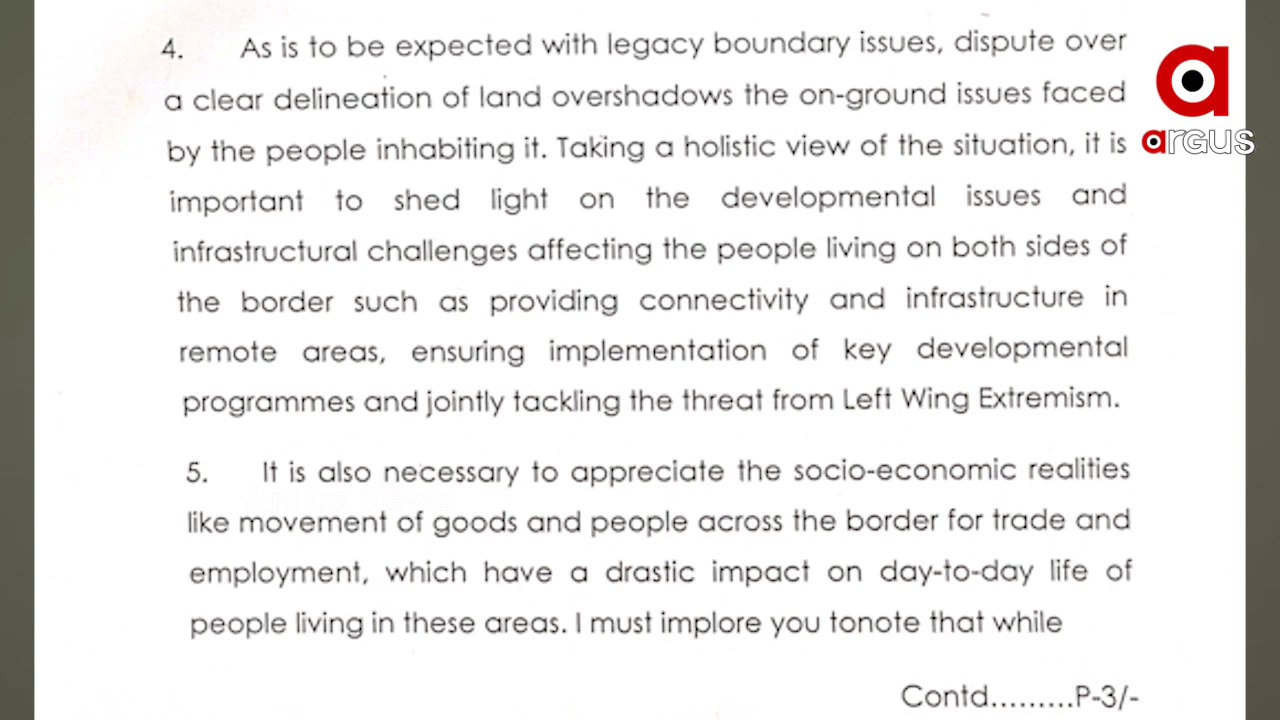 4. As is to be expected with legacy boundary issues, dispute over
a clear delineation of land overshadows the on-ground issues faced
by the people inhabiting it. Taking a holistic view of the situation, it is
important to shed light on the developmental issues and
infrastructural challenges affecting the people living on both sides of
the border such as providing connectivity and infrastructure in
remote areas, ensuring implementation of key developmental
programmes and jointly tackling the threat from Left Wing Extremism.
5. It is also necessary to appreciate the socio-economic realities
like movement of goods and people across the border for trade and
employment, which have a drastic impact on day-to-day life of
people living in these areas. I must implore you tonote that while
Contd.........P-3/-
a
argus
Argus News